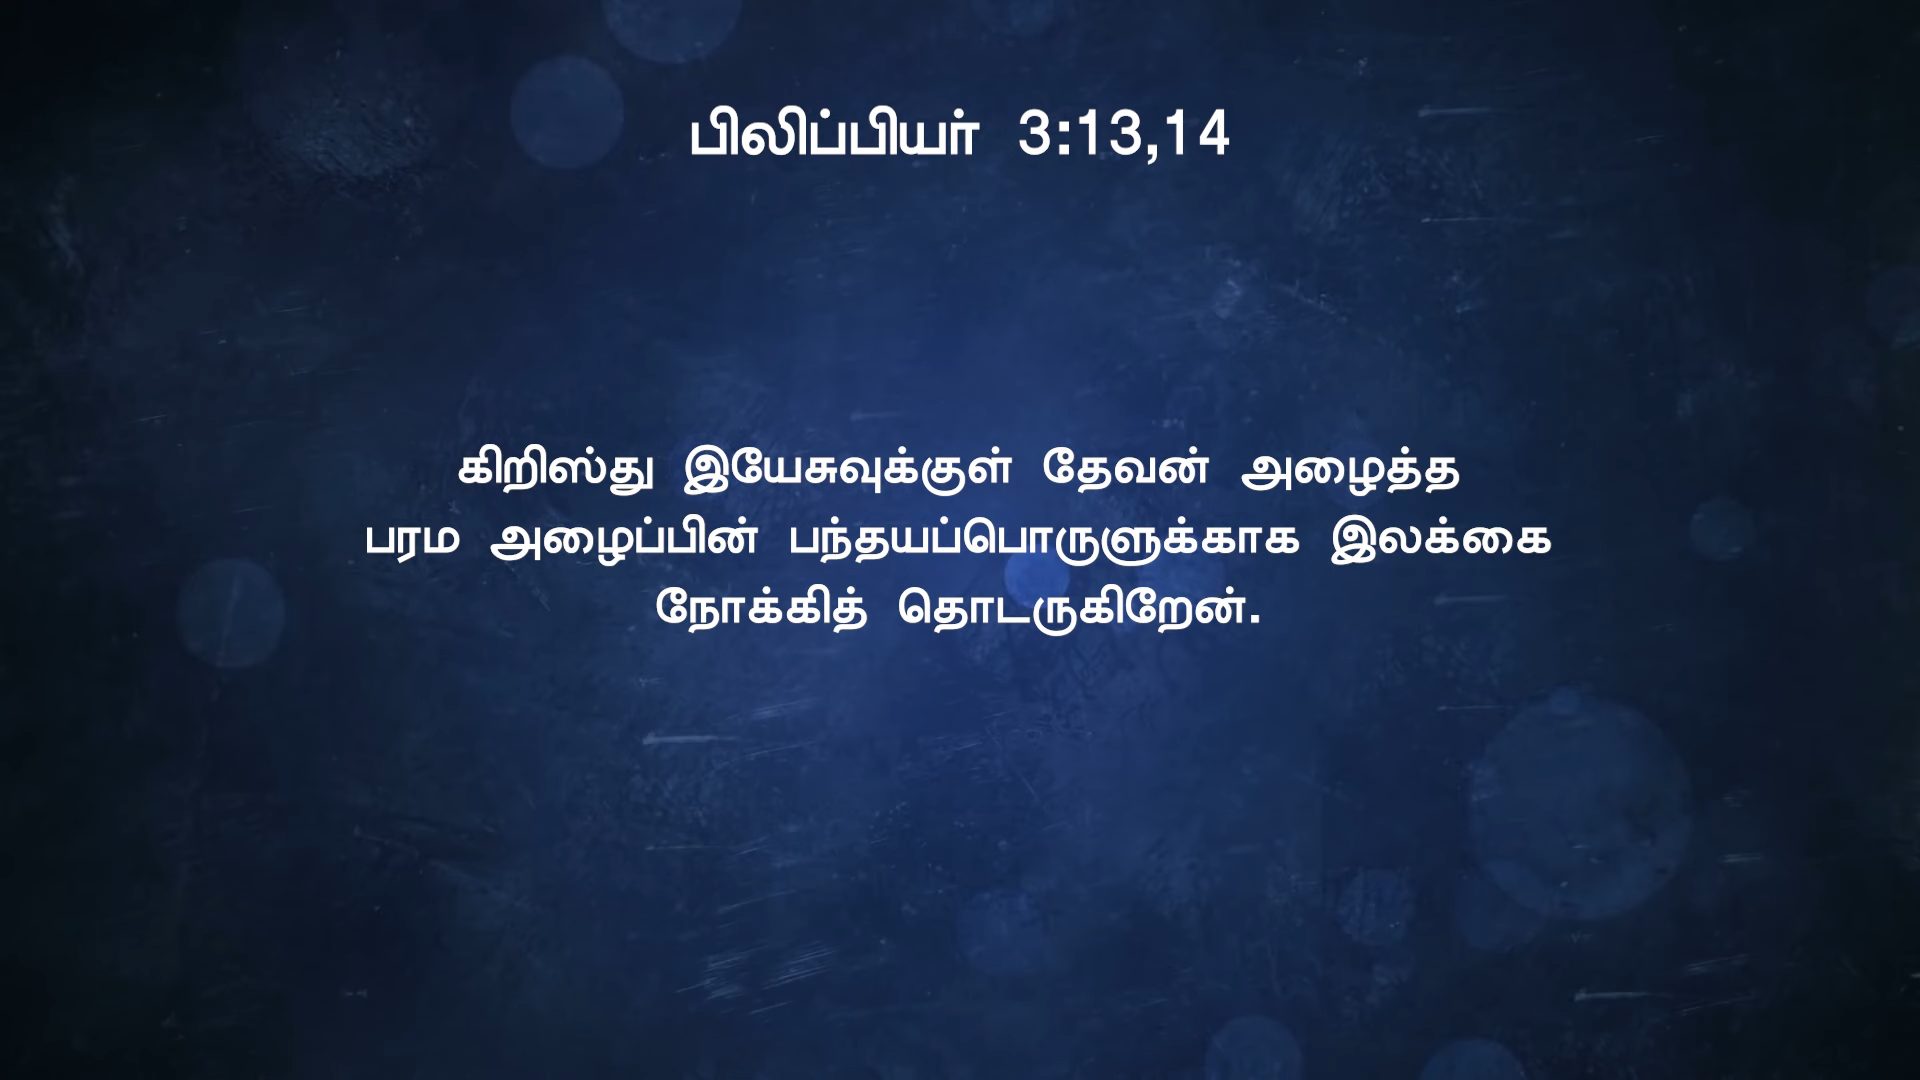 பிலிப்பியர் 3:13,14
கிறிஸ்து இயேசுவுக்குள் தேவன் அழைத்த
பரம அழைப்பின் பந்தயப்பொருளுக்காக இலக்கை
நோக்கித் தொடருகிறேன்.